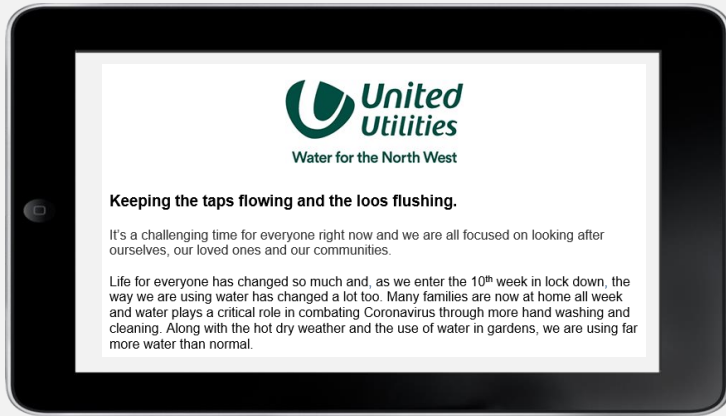 United
Utilities
Water for the North West
Keeping the taps flowing and the loos flushing.
It's a challenging time for everyone right now and we are all focused on looking after
ourselves, our loved ones and our communities.
Life for everyone has changed so much and, as we enter the 10th week in lock down, the
way we are using water has changed a lot too. Many families are now at home all week
and water plays a critical role in combating Coronavirus through more hand washing and
cleaning. Along with the hot dry weather and the use of water in gardens, we are using far
more water than normal.